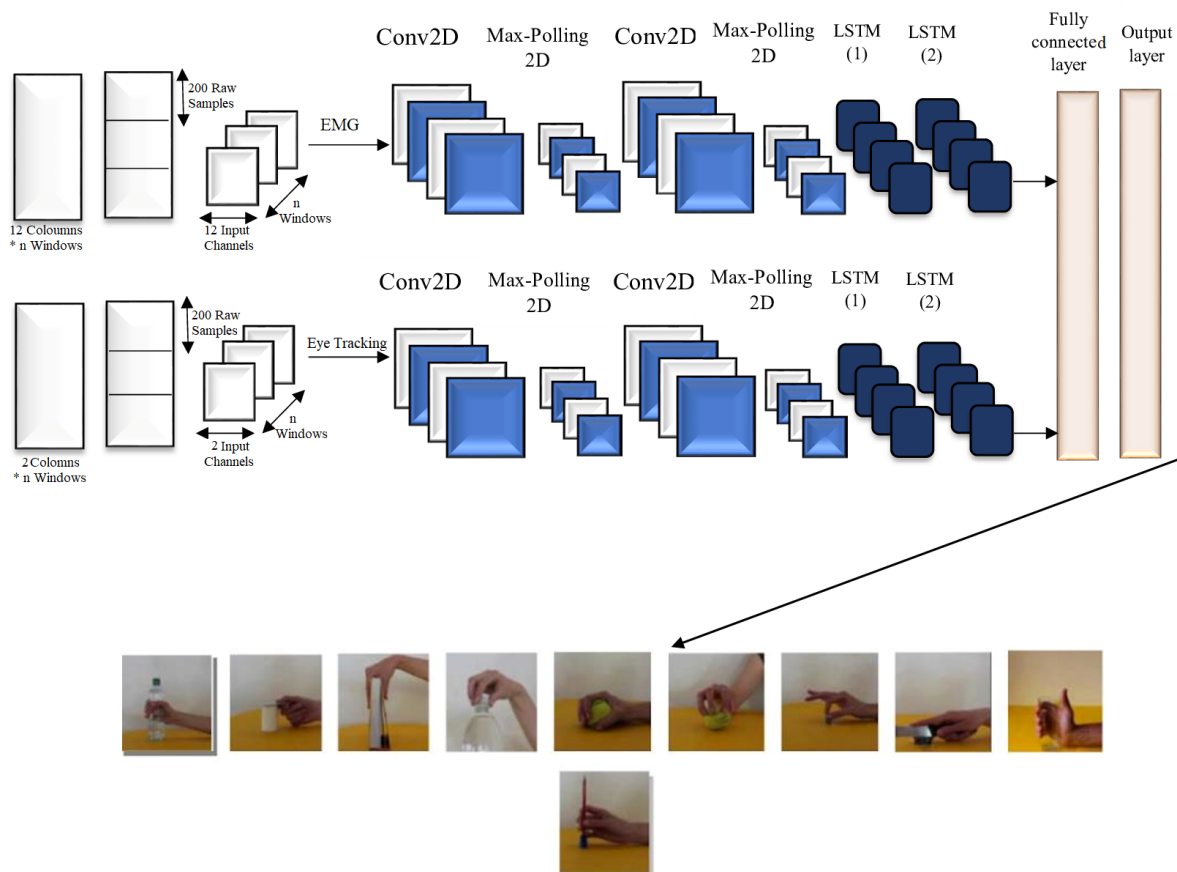 Conv2D
Max-Polling
2D
Conv2D
Max-Polling
2D
LSTM
(1)
LSTM
(2)
Fully
connected
layer
Output
layer
200 Raw
Samples
EMG
n
Windows
12 Coloumns
* n Windows
12 Input
Channels
Conv2D
Max-Polling
2D
Conv2D
Max-Polling
2D
LSTM
(1)
LSTM
(2)
200 Raw
Samples
Eye Tracking
n
Windows
2 Input
Channels
2 Colomns
* n Windows